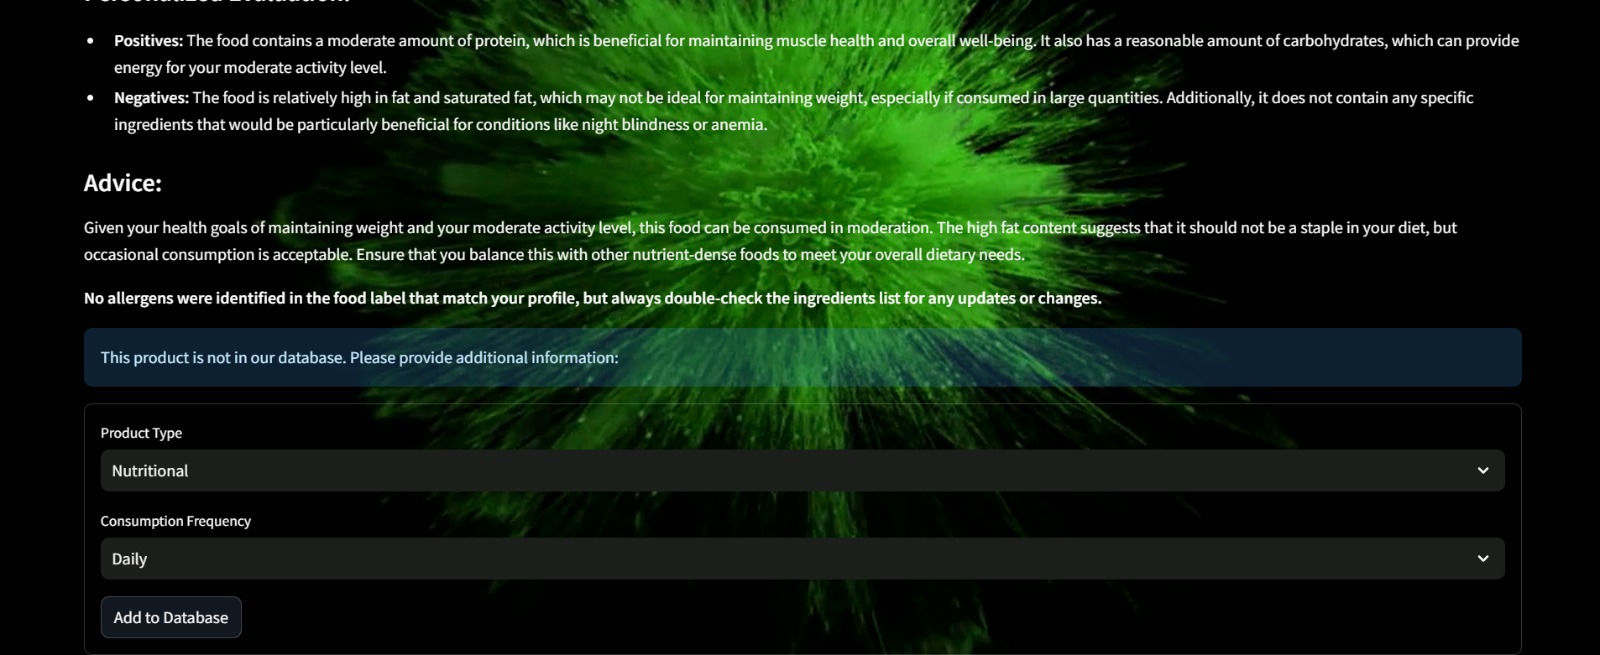 Personalized Evaluation:
• Positives: The food contains a moderate amount of protein, which is beneficial for maintaining muscle health and overall well-being. It also has a reasonable amount of carbohydrates, which can provide
energy for your moderate activity level.
• Negatives: The food is relatively high in fat and saturated fat, which may not be ideal for maintaining weight, especially if consumed in large quantities. Additionally, it does not contain any specific
ingredients that would be particularly beneficial for conditions like night blindness or anemia.
Advice:
Given your health goals of maintaining weight and your moderate activity level, this food can be consumed in moderation. The high fat content suggests that it should not be a staple in your diet, but
occasional consumption is acceptable. Ensure that you balance this with other nutrient-dense foods to meet your overall dietary needs.
No allergens were identified in the food label that match your profile, but always double-check the ingredients list for any updates or changes.
This product is not in our database. Please provide additional information:
Product Type
Nutritional
Consumption Frequency
Daily
Add to Database